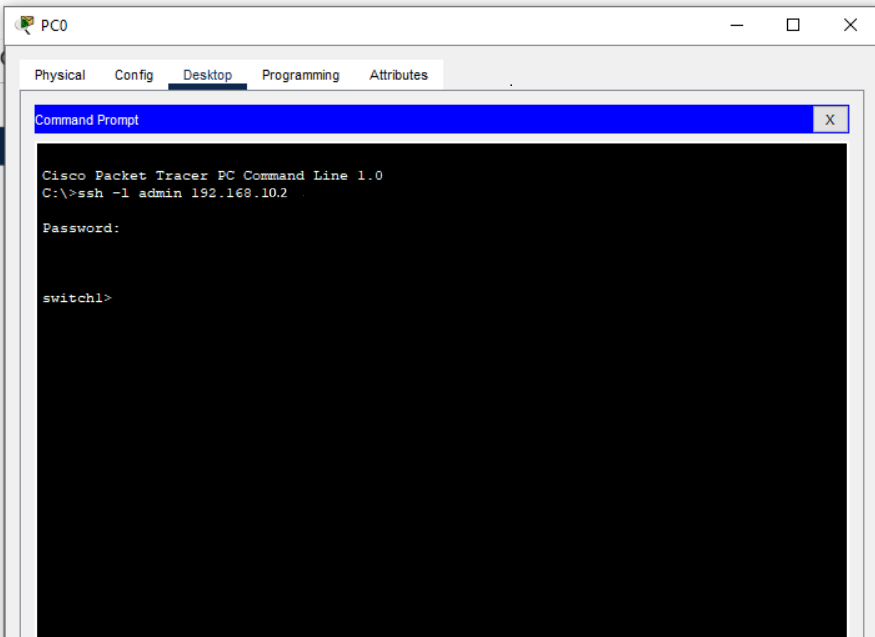 PC0
Physical Config Desktop Programming Attributes
Command Prompt X
Cisco Packet Tracer PC Command Line 1.0
C:\>ssh -l admin 192.168.10.2
Password:
switch1>